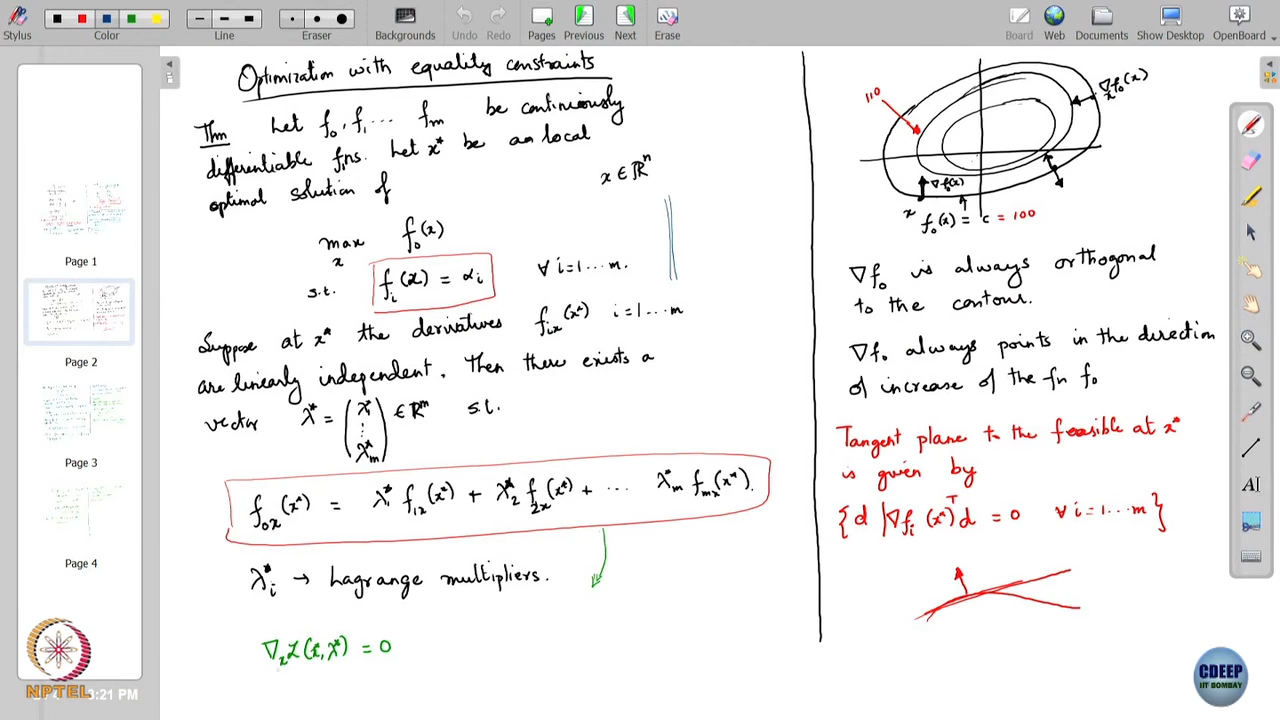 Stylus
Color
Line
Eraser
Backgrounds
Undo
Redo
Pages
Previous
Next
Erase
Board
Web
Documents
Show Desktop
OpenBoard
Page 1
Page 2
Page 3
Page 4
Optimization with equality constraints
Thm Let f₀, f₁ ... fₘ be continuously
differentiable fns. Let x* be an local
optimal solution of
x ∈ ℝⁿ
max f₀(x)
x
s.t. fᵢ(x) = αᵢ ∀ i=1...m.
Suppose at x* the derivatives fᵢₓ(x*) i=1...m
are linearly independent. Then there exists a
vector λ* = (λ₁* ⋮ λₘ*) ∈ ℝᵐ s.t.
f₀ₓ(x*) = λ₁* f₁ₓ(x*) + λ₂* f₂ₓ(x*) + ... λₘ* fₘₓ(x*).
λᵢ* → Lagrange multipliers.
∇ₓℒ(x*, λ*) = 0
110
∇ₓf₀(x)
∇f₀(x)
x
f₀(x) = c = 100
∇f₀ is always orthogonal
to the contour.
∇f₀ always points in the direction
of increase of the fn f₀
Tangent plane to the feasible at x*
is given by
{d | ∇fᵢ(x*)ᵀd = 0 ∀ i=1...m}
NPTEL
3:21 PM
CDEEP
IIT BOMBAY